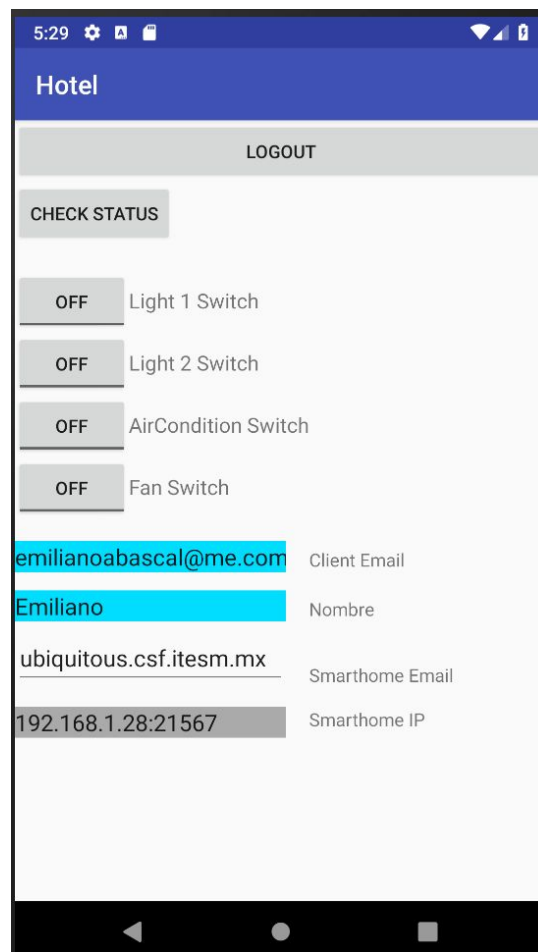 5:29
Hotel
LOGOUT
CHECK STATUS
OFF Light 1 Switch
OFF Light 2 Switch
OFF AirCondition Switch
OFF Fan Switch
emilianoabascal@me.com Client Email
Emiliano Nombre
ubiquitous.csf.itesm.mx Smarthome Email
192.168.1.28:21567 Smarthome IP